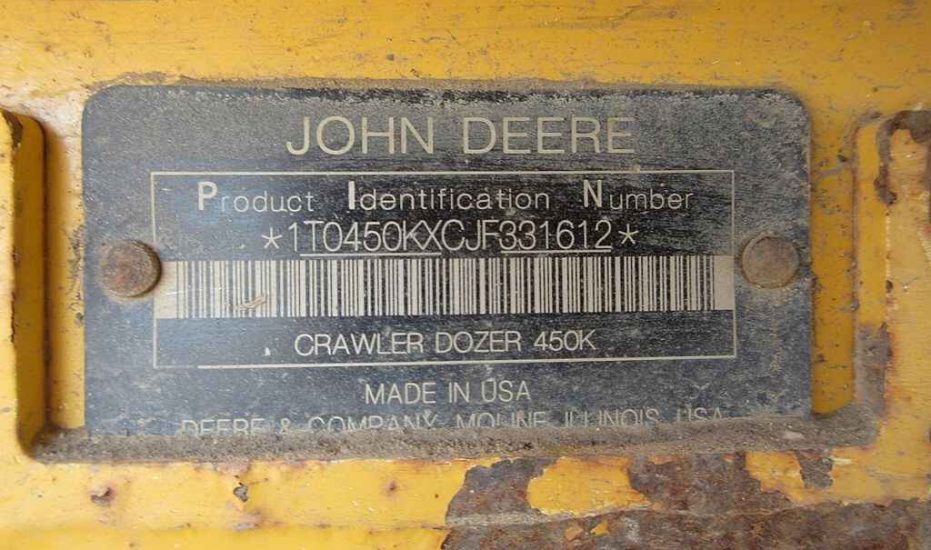 JOHN DEERE
Product Identification Number
*1T0450KXCJF331612*
CRAWLER DOZER 450K
MADE IN USA
DEERE & COMPANY MOLINE ILLINOIS USA